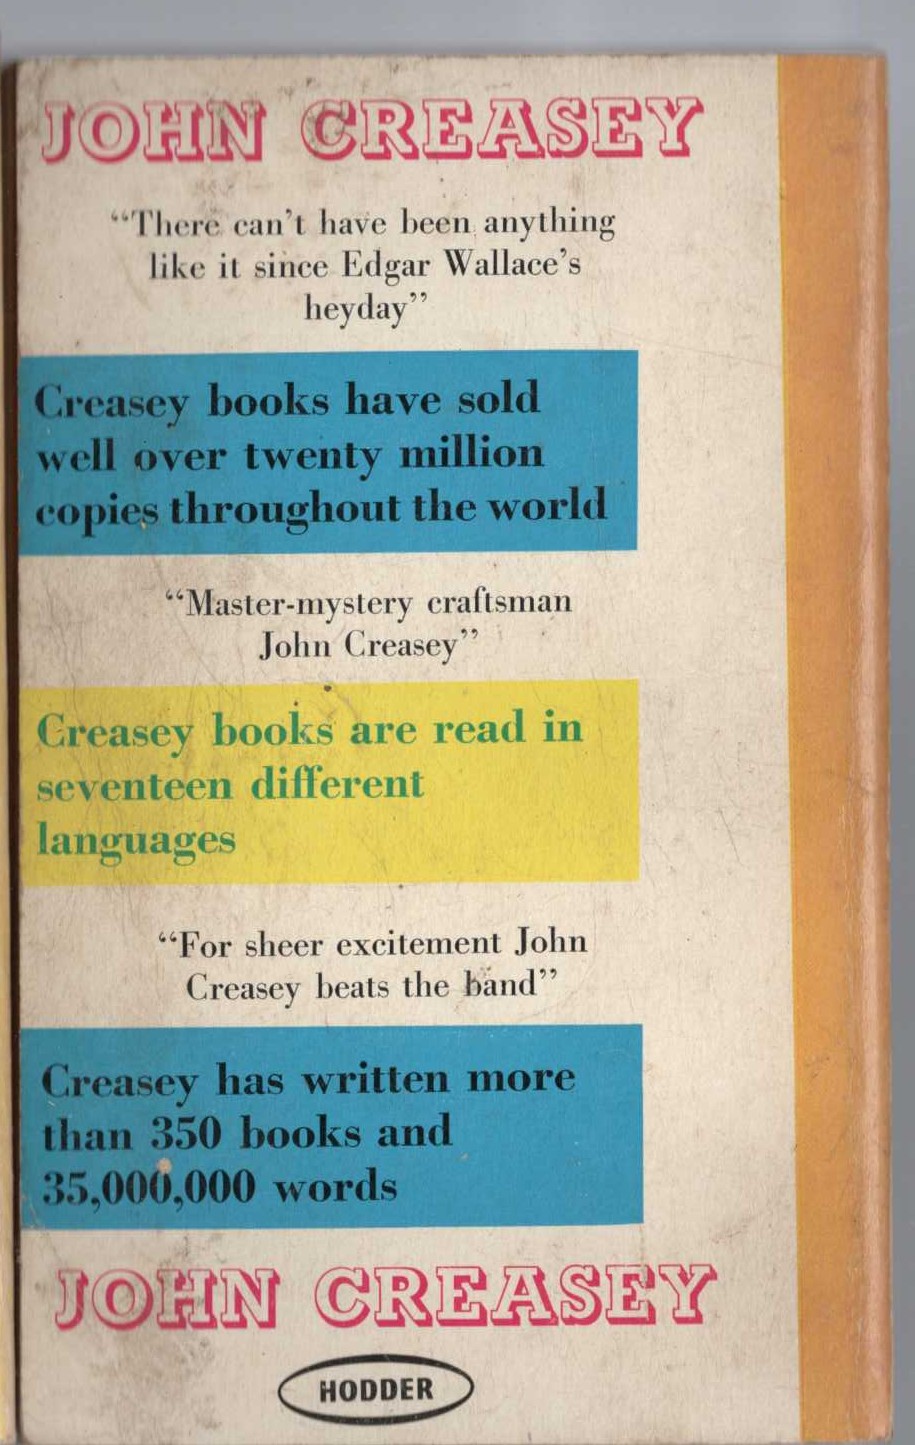 JOHN CREASEY
“There can’t have been anything
like it since Edgar Wallace’s
heyday”
Creasey books have sold
well over twenty million
copies throughout the world
“Master-mystery craftsman
John Creasey”
Creasey books are read in
seventeen different
languages
“For sheer excitement John
Creasey beats the band”
Creasey has written more
than 350 books and
35,000,000 words
JOHN CREASEY
HODDER